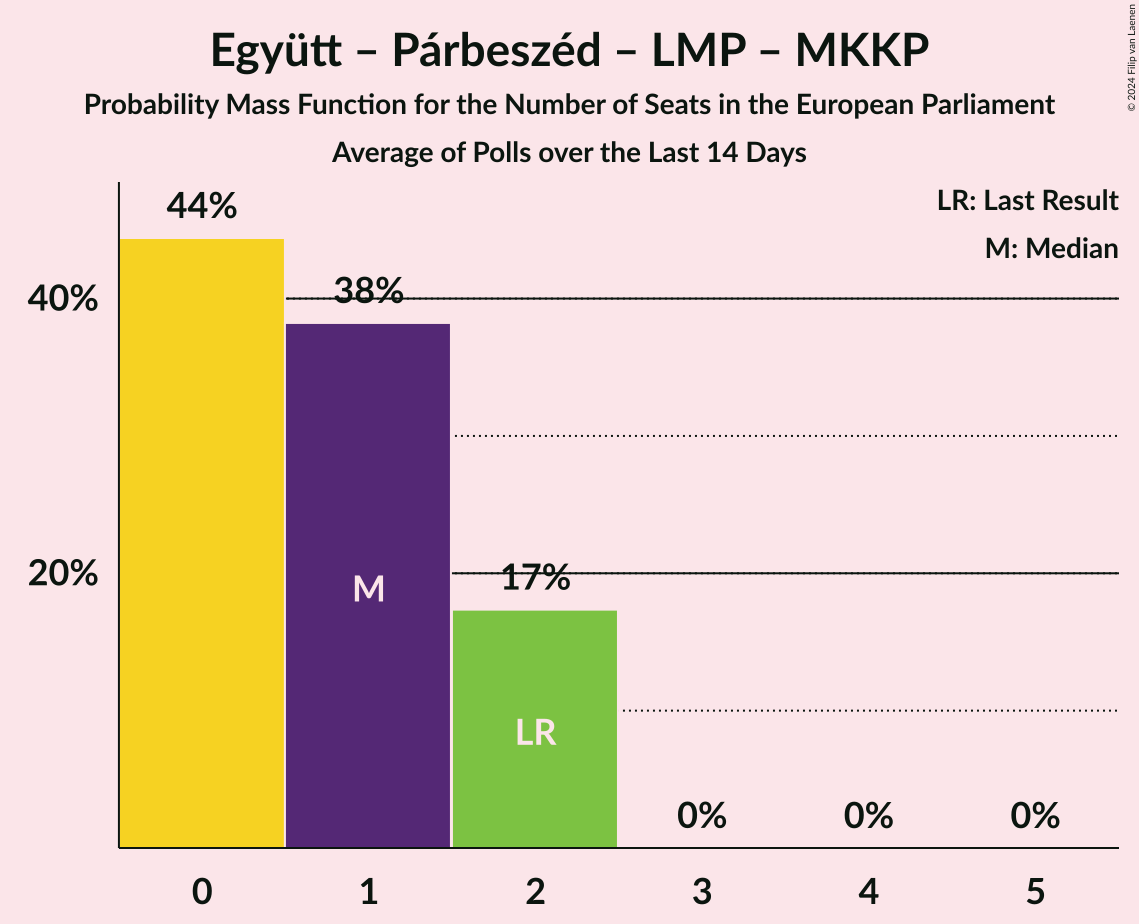 Együtt – Párbeszéd – LMP – MKKP
Probability Mass Function for the Number of Seats in the European Parliament
Average of Polls over the Last 14 Days
© 2024 Filip van Laenen
LR: Last Result
M: Median
44%
38%
40%
20%
17%
M
LR
0%
0%
0%
0
1
2
3
4
5